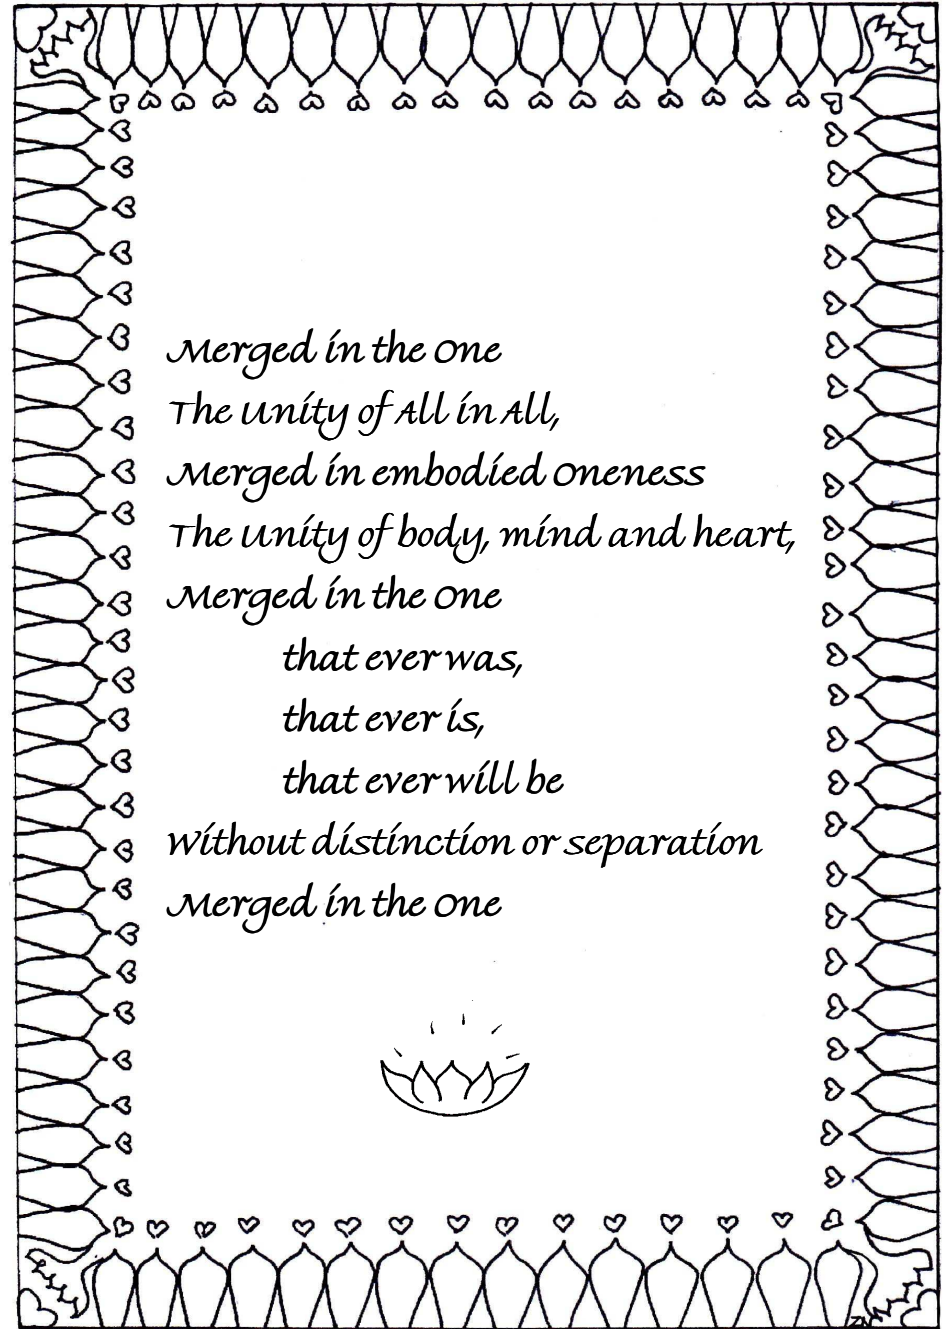 Merged in the One
The Unity of All in All,
Merged in embodied Oneness
The Unity of body, mind and heart,
Merged in the One
that ever was,
that ever is,
that ever will be
Without distinction or separation
Merged in the One